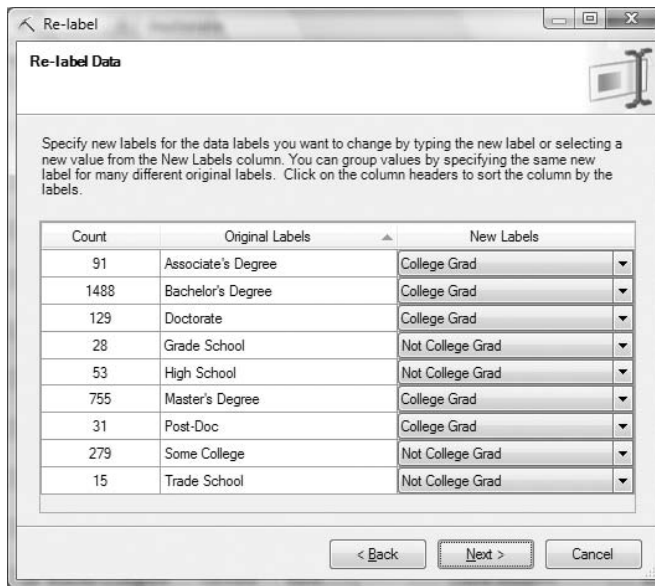 Re-label
Re-label Data
Specify new labels for the data labels you want to change by typing the new label or selecting a
new value from the New Labels column. You can group values by specifying the same new
label for many different original labels.  Click on the column headers to sort the column by the
labels.
Count Original Labels New Labels
91 Associate's Degree College Grad
1488 Bachelor's Degree College Grad
129 Doctorate College Grad
28 Grade School Not College Grad
53 High School Not College Grad
755 Master's Degree College Grad
31 Post-Doc College Grad
279 Some College Not College Grad
15 Trade School Not College Grad
< Back Next > Cancel